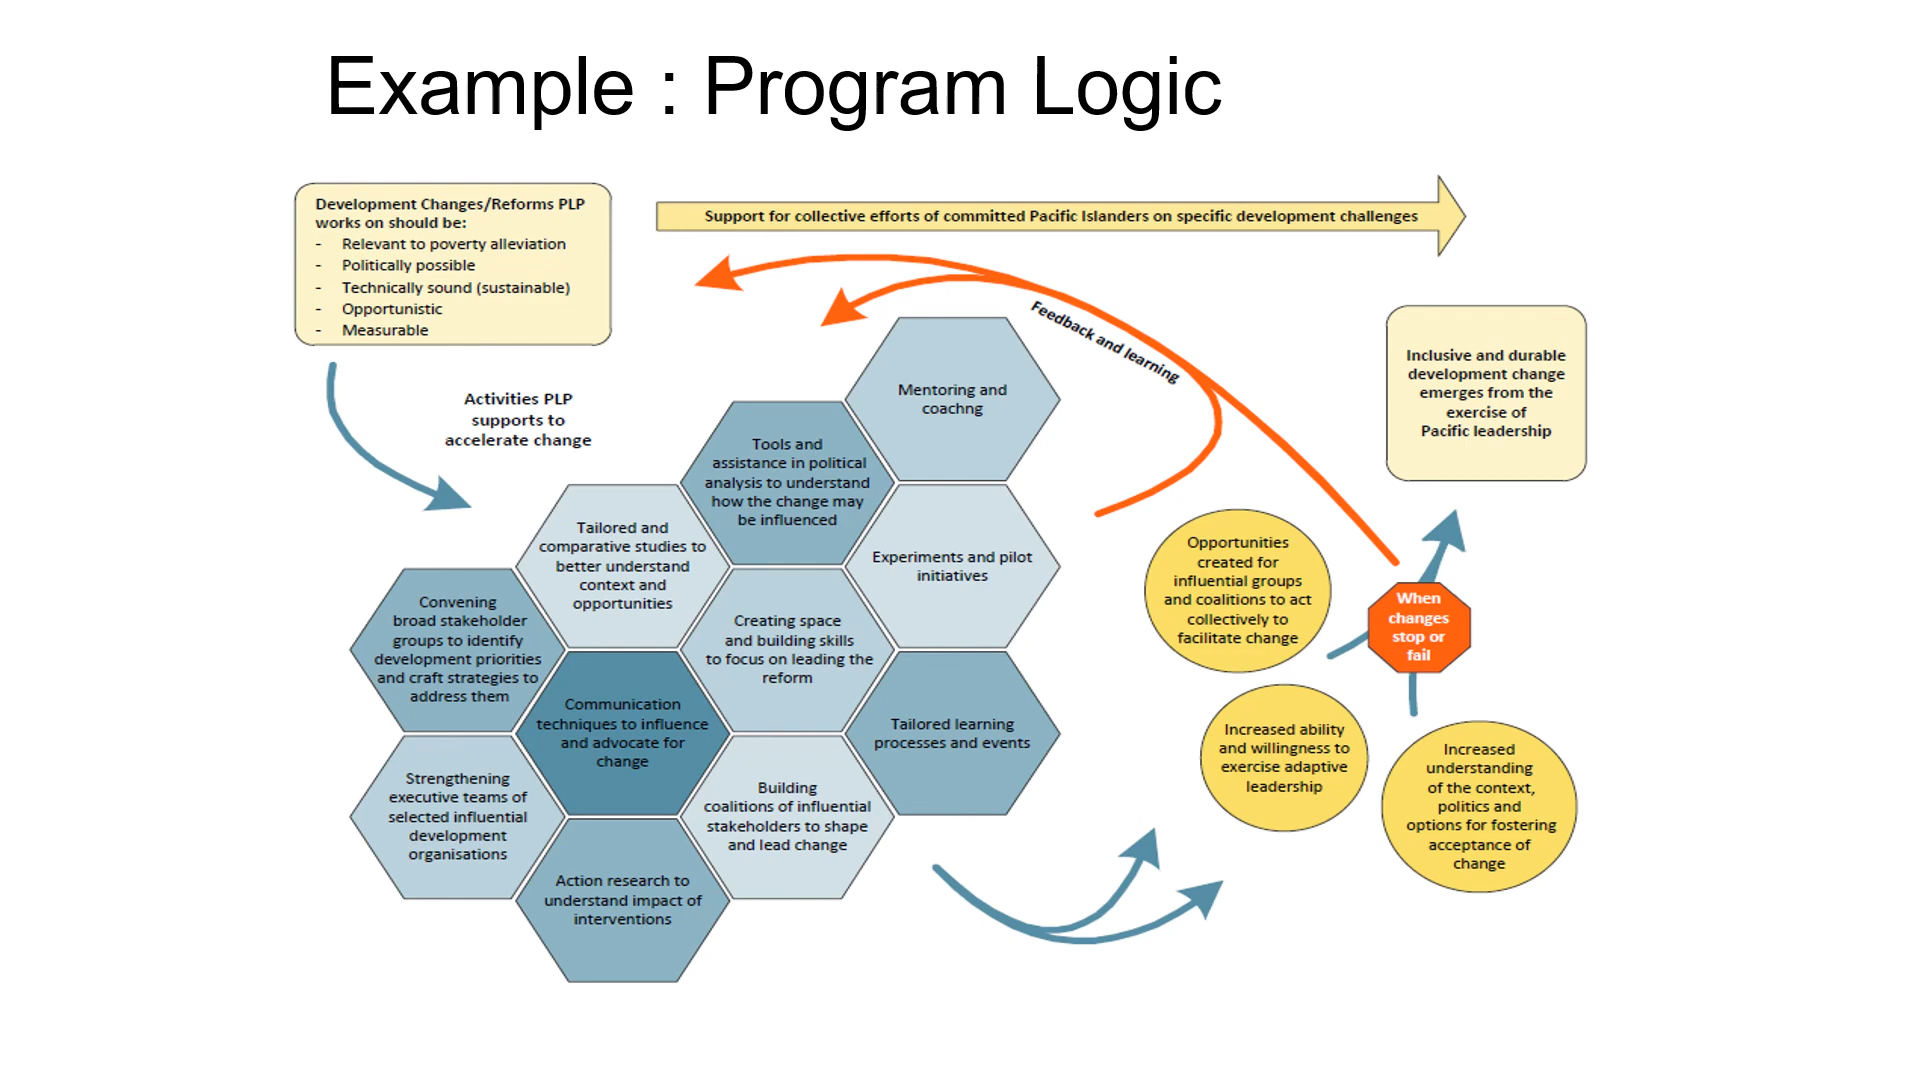 Example : Program Logic
Development Changes/Reforms PLP
works on should be:
- Relevant to poverty alleviation
- Politically possible
- Technically sound (sustainable)
- Opportunistic
- Measurable
Support for collective efforts of committed Pacific Islanders on specific development challenges
Feedback and learning
Inclusive and durable
development change
emerges from the
exercise of
Pacific leadership
Activities PLP
supports to
accelerate change
Mentoring and
coachng
Tools and
assistance in political
analysis to understand
how the change may
be influenced
Tailored and
comparative studies to
better understand
context and
opportunities
Experiments and pilot
initiatives
Convening
broad stakeholder
groups to identify
development priorities
and craft strategies to
address them
Creating space
and building skills
to focus on leading the
reform
Communication
techniques to influence
and advocate for
change
Tailored learning
processes and events
Strengthening
executive teams of
selected influential
development
organisations
Building
coalitions of influential
stakeholders to shape
and lead change
Action research to
understand impact of
interventions
Opportunities
created for
influential groups
and coalitions to act
collectively to
facilitate change
When
changes
stop or
fail
Increased ability
and willingness to
exercise adaptive
leadership
Increased
understanding
of the context,
politics and
options for fostering
acceptance of
change